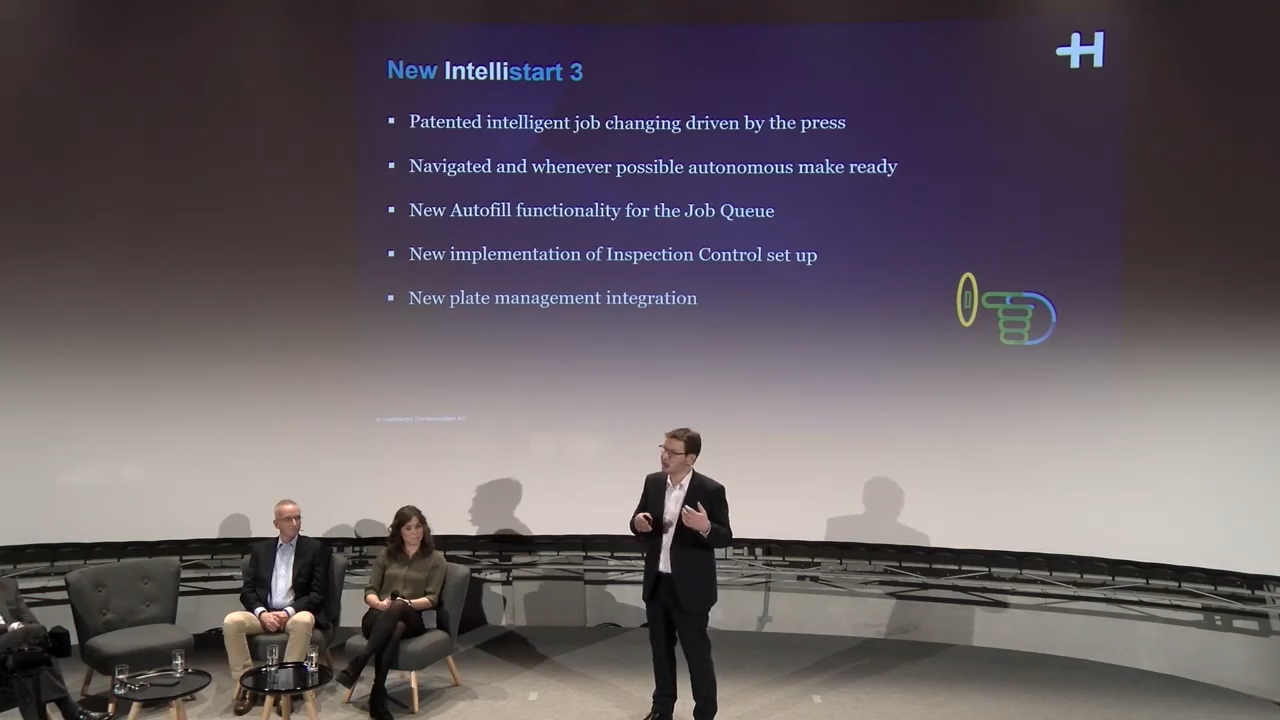 New Intellistart 3
▪ Patented intelligent job changing driven by the press
▪ Navigated and whenever possible autonomous make ready
▪ New Autofill functionality for the Job Queue
▪ New implementation of Inspection Control set up
▪ New plate management integration